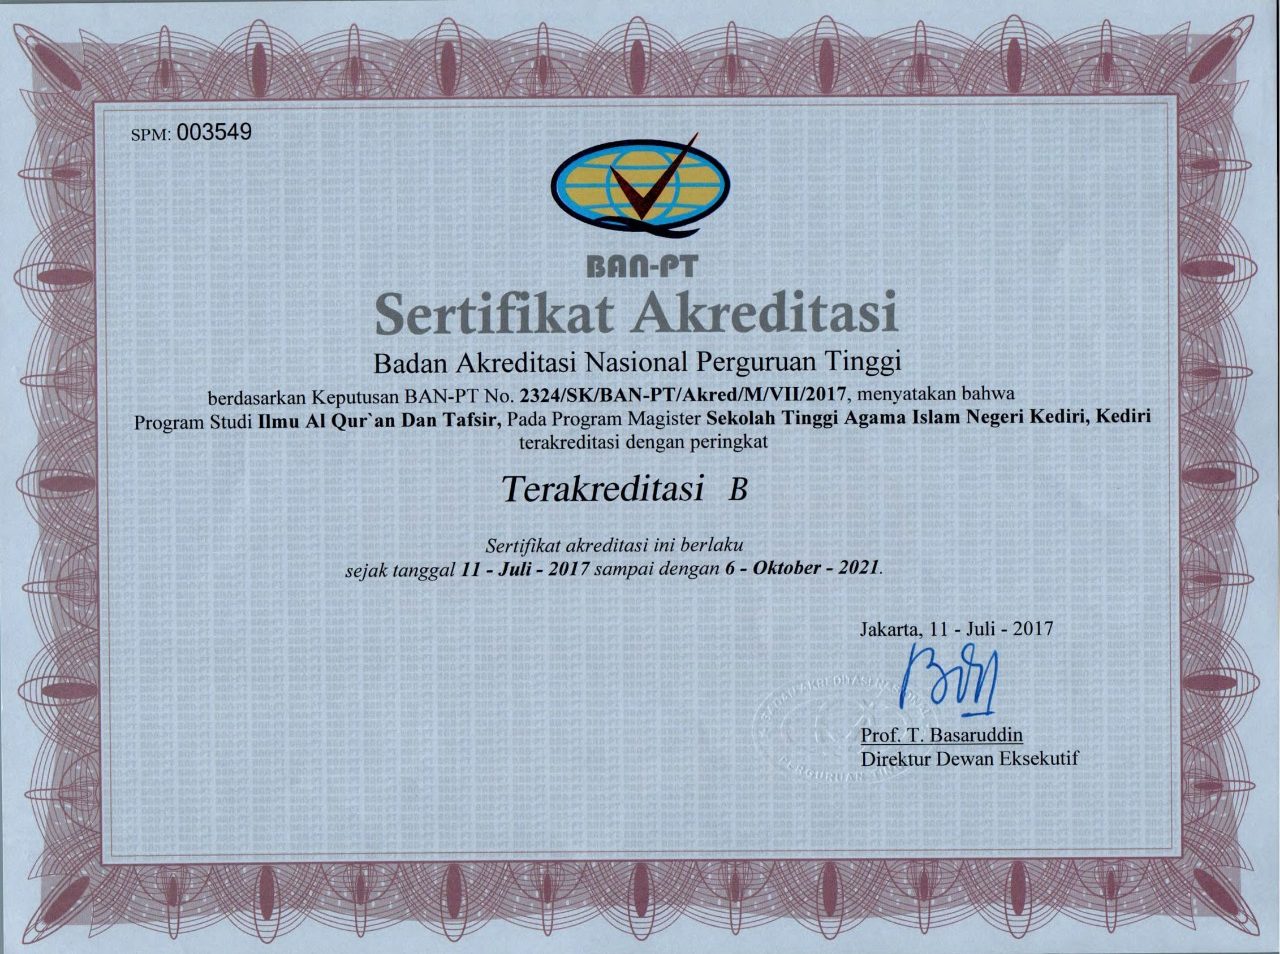 SPM: 003549
BAN-PT
Sertifikat Akreditasi
Badan Akreditasi Nasional Perguruan Tinggi
berdasarkan Keputusan BAN-PT No. 2324/SK/BAN-PT/Akred/M/VII/2017, menyatakan bahwa
Program Studi Ilmu Al Qur`an Dan Tafsir, Pada Program Magister Sekolah Tinggi Agama Islam Negeri Kediri, Kediri
terakreditasi dengan peringkat
Terakreditasi B
Sertifikat akreditasi ini berlaku
sejak tanggal 11 - Juli - 2017 sampai dengan 6 - Oktober - 2021.
Jakarta, 11 - Juli - 2017
Prof. T. Basaruddin
Direktur Dewan Eksekutif